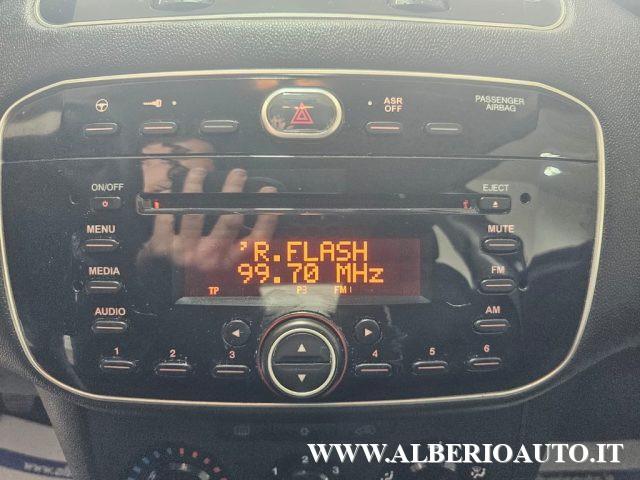 ASR
OFF
PASSENGER
AIRBAG
ON/OFF
EJECT
MENU
MUTE
'R.FLASH
99.70 MHz
MEDIA
FM
TP P3 FM1
AUDIO
AM
1 2 3 4 5 6
WWW.ALBERIOAUTO.IT